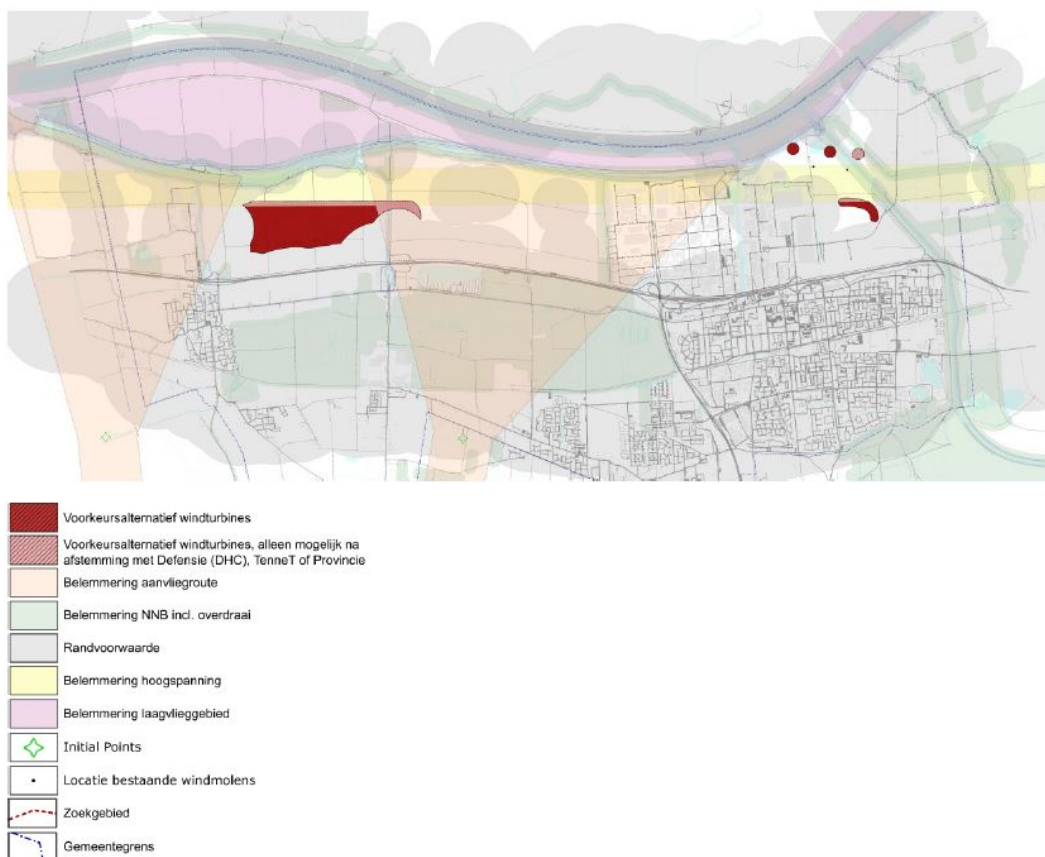 Voorkeursalternatief windturbines
Voorkeursalternatief windturbines, alleen mogelijk na
afstemming met Defensie (DHC), TenneT of Provincie
Belemmering aanvliegroute
Belemmering NNB incl. overdraai
Randvoorwaarde
Belemmering hoogspanning
Belemmering laagvlieggebied
Initial Points
Locatie bestaande windmolens
Zoekgebied
Gemeentegrens